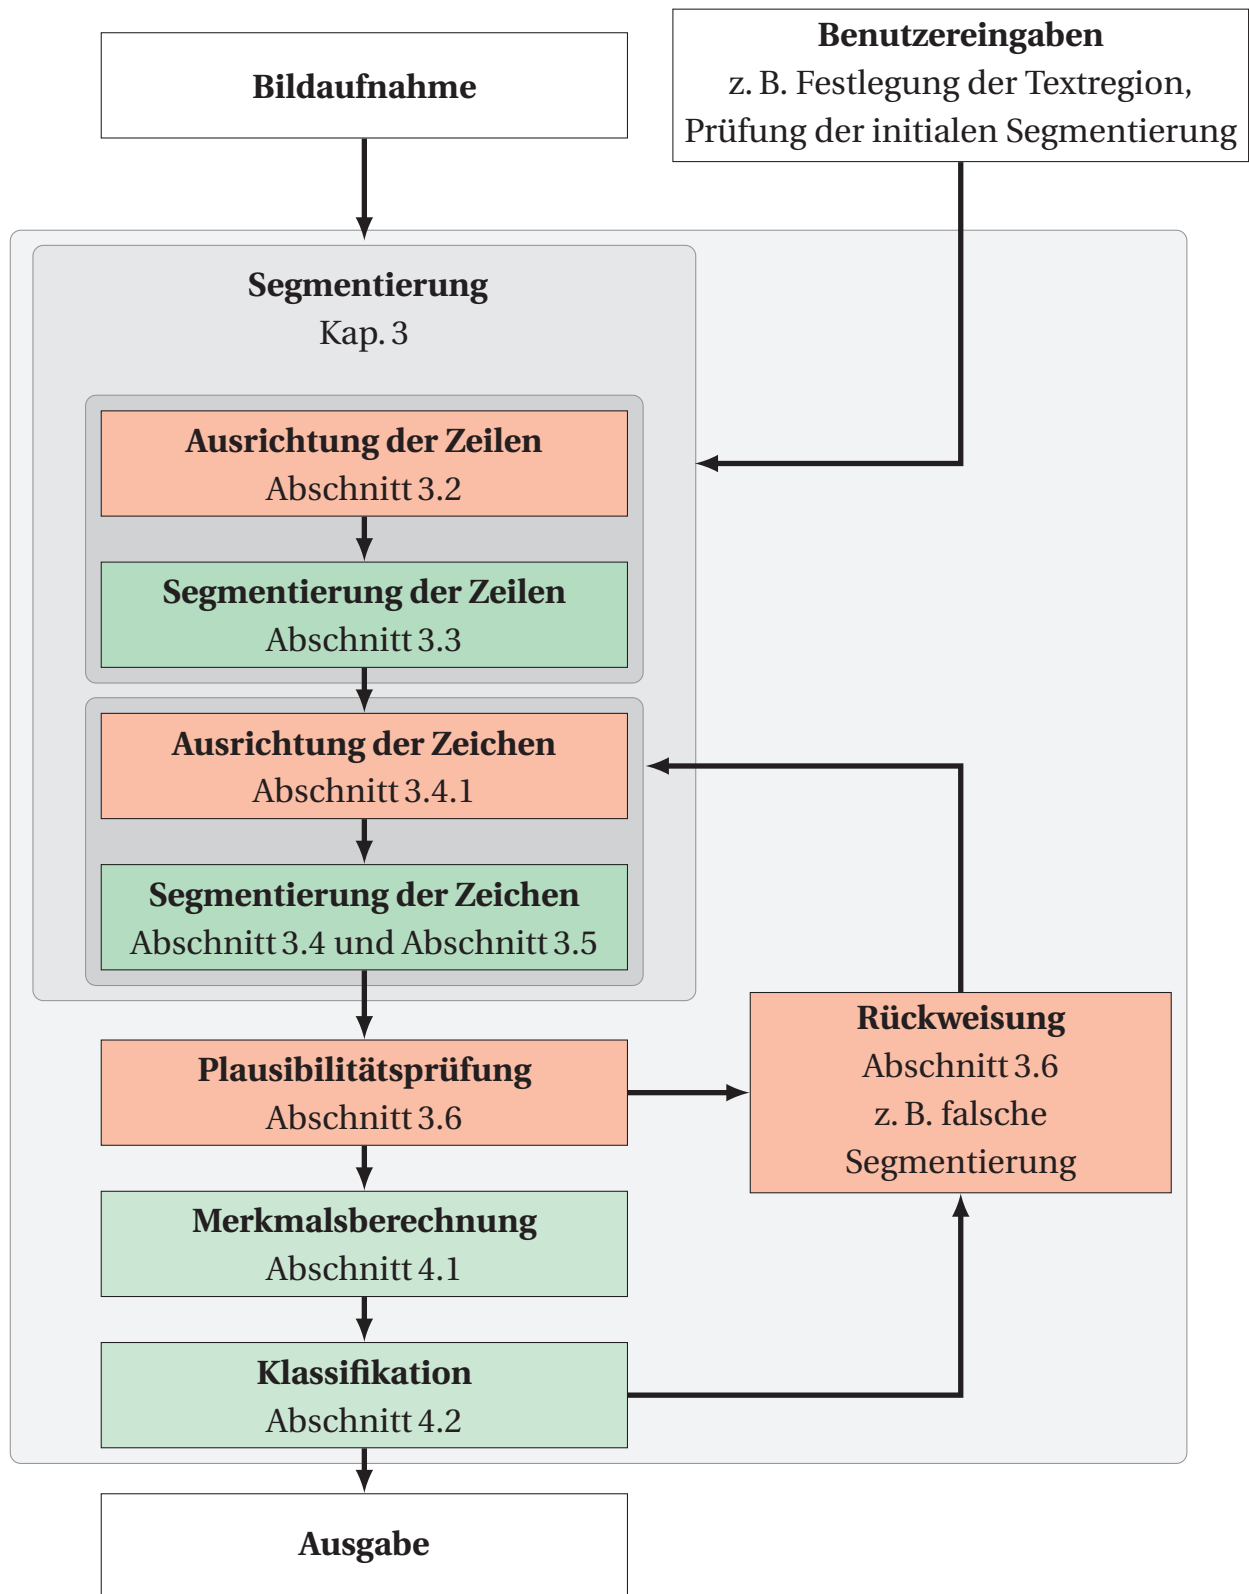 Bildaufnahme
Benutzereingaben
z. B. Festlegung der Textregion,
Prüfung der initialen Segmentierung
Segmentierung
Kap. 3
Ausrichtung der Zeilen
Abschnitt 3.2
Segmentierung der Zeilen
Abschnitt 3.3
Ausrichtung der Zeichen
Abschnitt 3.4.1
Segmentierung der Zeichen
Abschnitt 3.4 und Abschnitt 3.5
Plausibilitätsprüfung
Abschnitt 3.6
Rückweisung
Abschnitt 3.6
z. B. falsche
Segmentierung
Merkmalsberechnung
Abschnitt 4.1
Klassifikation
Abschnitt 4.2
Ausgabe